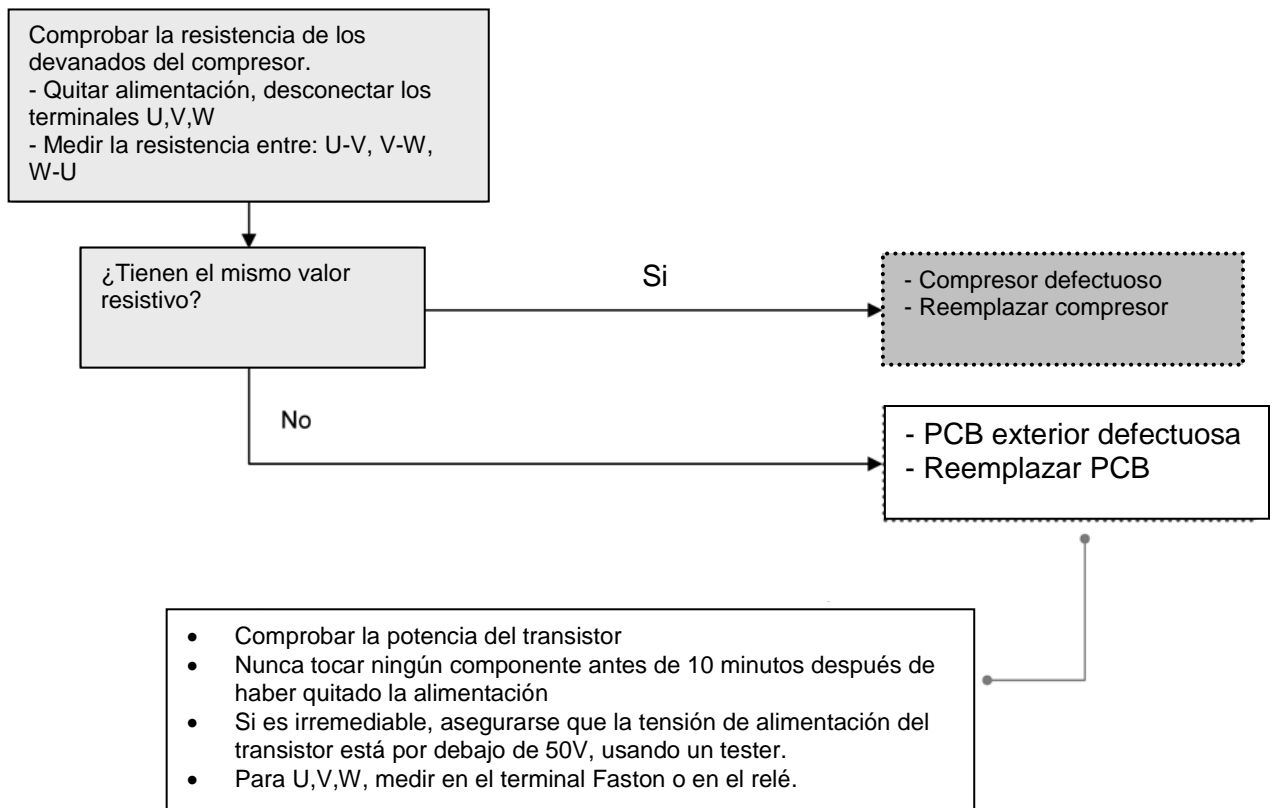 Comprobar la resistencia de los
devanados del compresor.
- Quitar alimentación, desconectar los
terminales U,V,W
- Medir la resistencia entre: U-V, V-W,
W-U
¿Tienen el mismo valor
resistivo?
Si
- Compresor defectuoso
- Reemplazar compresor
No
- PCB exterior defectuosa
- Reemplazar PCB
• Comprobar la potencia del transistor
• Nunca tocar ningún componente antes de 10 minutos después de
haber quitado la alimentación
• Si es irremediable, asegurarse que la tensión de alimentación del
transistor está por debajo de 50V, usando un tester.
• Para U,V,W, medir en el terminal Faston o en el relé.